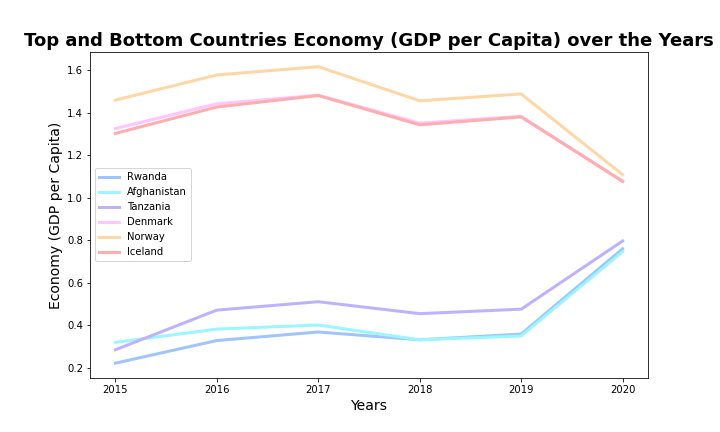 Top and Bottom Countries Economy (GDP per Capita) over the Years
Economy (GDP per Capita)
1.6
1.4
1.2
1.0
0.8
0.6
0.4
0.2
Rwanda
Afghanistan
Tanzania
Denmark
Norway
Iceland
2015 2016 2017 2018 2019 2020
Years